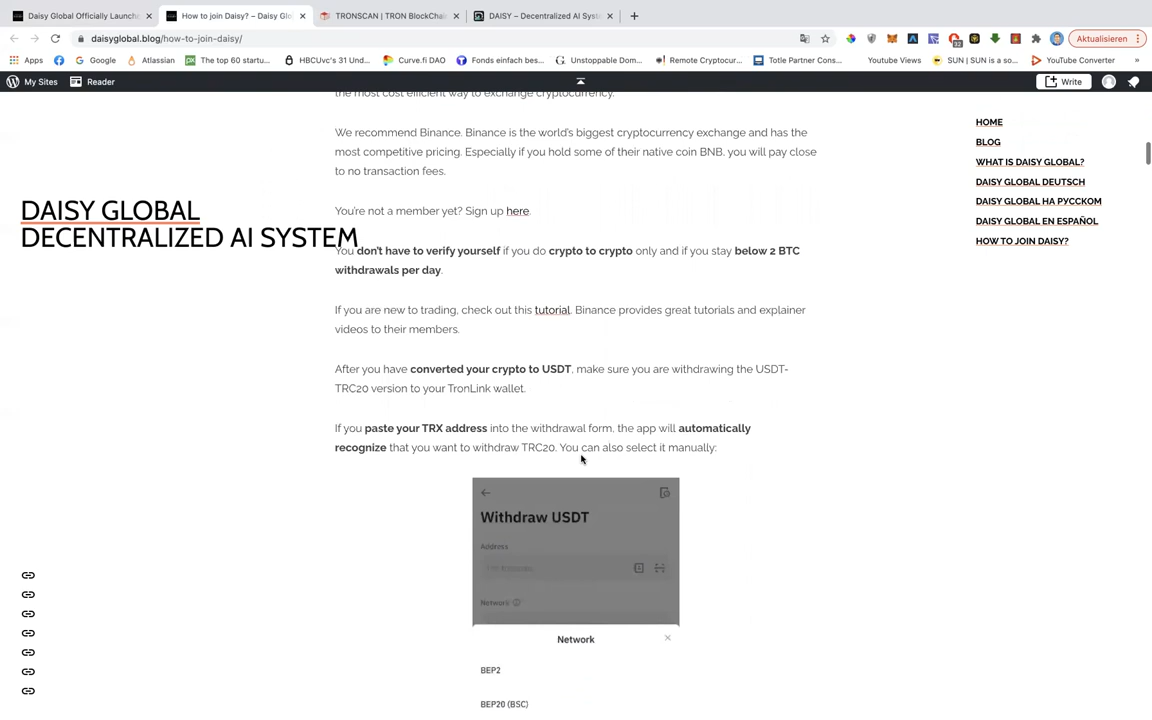 Daisy Global Officially Launch
How to join Daisy? – Daisy Glo
TRONSCAN | TRON BlockChai
DAISY – Decentralized AI Syste
daisyglobal.blog/how-to-join-daisy/
32
Aktualisieren
Apps
Google
Atlassian
The top 60 startu...
HBCUvc's 31 Und...
Curve.fi DAO
Fonds einfach bes...
Unstoppable Dom...
Remote Cryptocur...
Totle Partner Cons...
Youtube Views
SUN | SUN is a so...
YouTube Converter
»
My Sites
Reader
Write
the most cost efficient way to exchange cryptocurrency.
We recommend Binance. Binance is the world's biggest cryptocurrency exchange and has the
most competitive pricing. Especially if you hold some of their native coin BNB, you will pay close
to no transaction fees.
You're not a member yet? Sign up here.
You don't have to verify yourself if you do crypto to crypto only and if you stay below 2 BTC
withdrawals per day.
If you are new to trading, check out this tutorial. Binance provides great tutorials and explainer
videos to their members.
After you have converted your crypto to USDT, make sure you are withdrawing the USDT-
TRC20 version to your TronLink wallet.
If you paste your TRX address into the withdrawal form, the app will automatically
recognize that you want to withdraw TRC20. You can also select it manually:
DAISY GLOBAL
DECENTRALIZED AI SYSTEM
HOME
BLOG
WHAT IS DAISY GLOBAL?
DAISY GLOBAL DEUTSCH
DAISY GLOBAL НА РУССКОМ
DAISY GLOBAL EN ESPAÑOL
HOW TO JOIN DAISY?
Withdraw USDT
Address
Network
Network
BEP2
BEP20 (BSC)